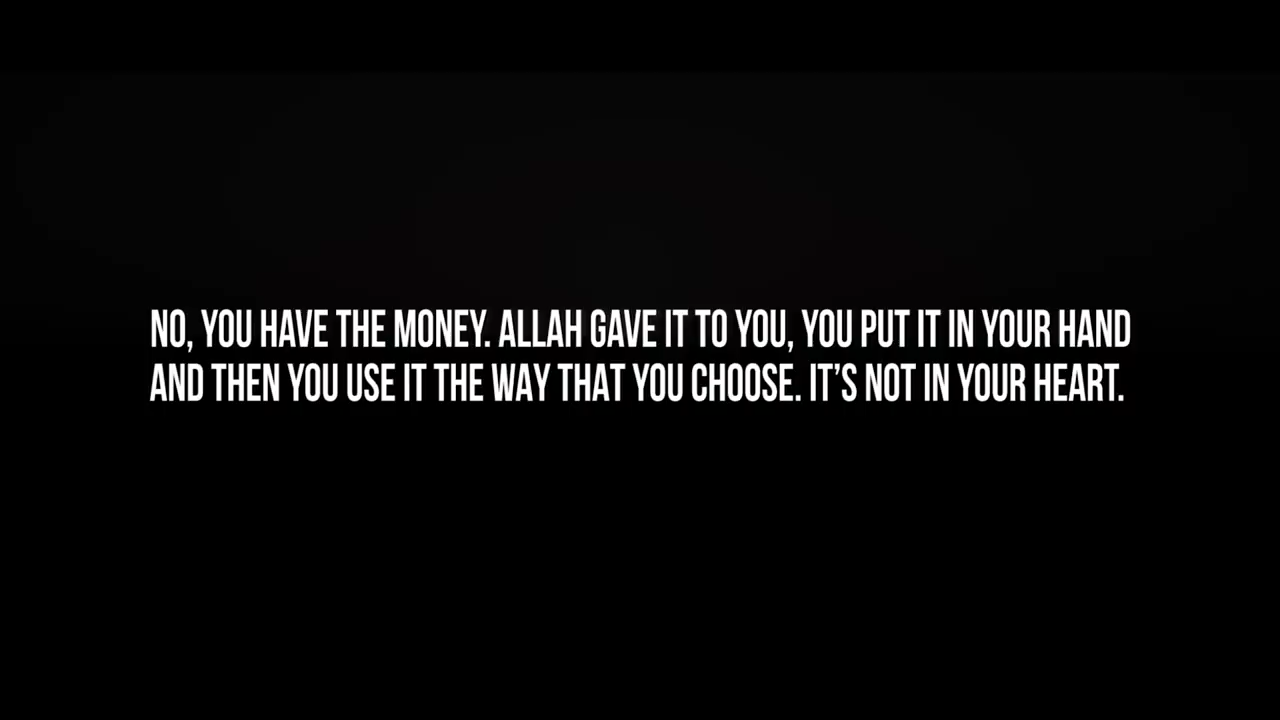 NO, YOU HAVE THE MONEY. ALLAH GAVE IT TO YOU, YOU PUT IT IN YOUR HAND
AND THEN YOU USE IT THE WAY THAT YOU CHOOSE. IT'S NOT IN YOUR HEART.